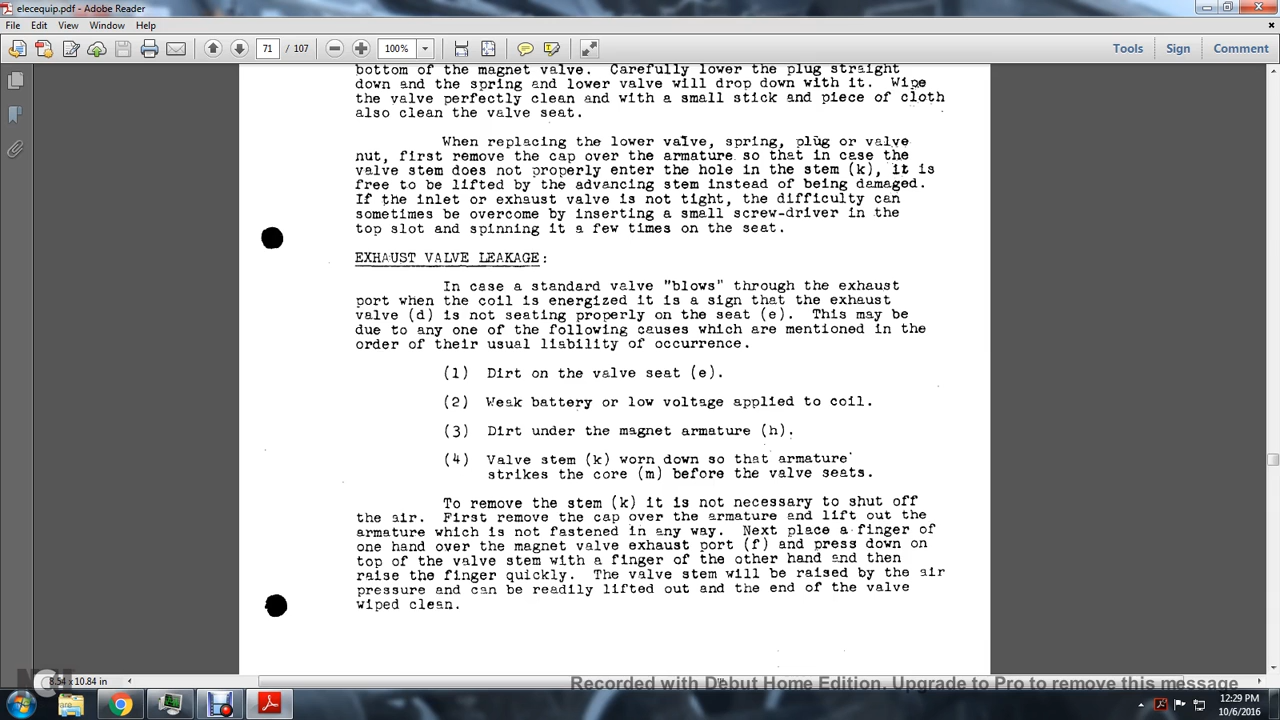 elecequip.pdf - Adobe Reader
File Edit View Window Help
71 / 107 100% Tools Sign Comment
bottom of the magnet valve. Carefully lower the plug straight
down and the spring and lower valve will drop down with it. Wipe
the valve perfectly clean and with a small stick and piece of cloth
also clean the valve seat.
When replacing the lower valve, spring, plug or valve
nut, first remove the cap over the armature so that in case the
valve stem does not properly enter the hole in the stem (k), it is
free to be lifted by the advancing stem instead of being damaged.
If the inlet or exhaust valve is not tight, the difficulty can
sometimes be overcome by inserting a small screw-driver in the
top slot and spinning it a few times on the seat.
EXHAUST VALVE LEAKAGE:
In case a standard valve "blows" through the exhaust
port when the coil is energized it is a sign that the exhaust
valve (d) is not seating properly on the seat (e). This may be
due to any one of the following causes which are mentioned in the
order of their usual liability of occurrence.
(1) Dirt on the valve seat (e).
(2) Weak battery or low voltage applied to coil.
(3) Dirt under the magnet armature (h).
(4) Valve stem (k) worn down so that armature
strikes the core (m) before the valve seats.
To remove the stem (k) it is not necessary to shut off
the air. First remove the cap over the armature and lift out the
armature which is not fastened in any way. Next place a finger of
one hand over the magnet valve exhaust port (f) and press down on
top of the valve stem with a finger of the other hand and then
raise the finger quickly. The valve stem will be raised by the air
pressure and can be readily lifted out and the end of the valve
wiped clean.
8.54 x 10.84 in
Recorded with Debut Home Edition. Upgrade to Pro to remove this message
12:29 PM
10/6/2016